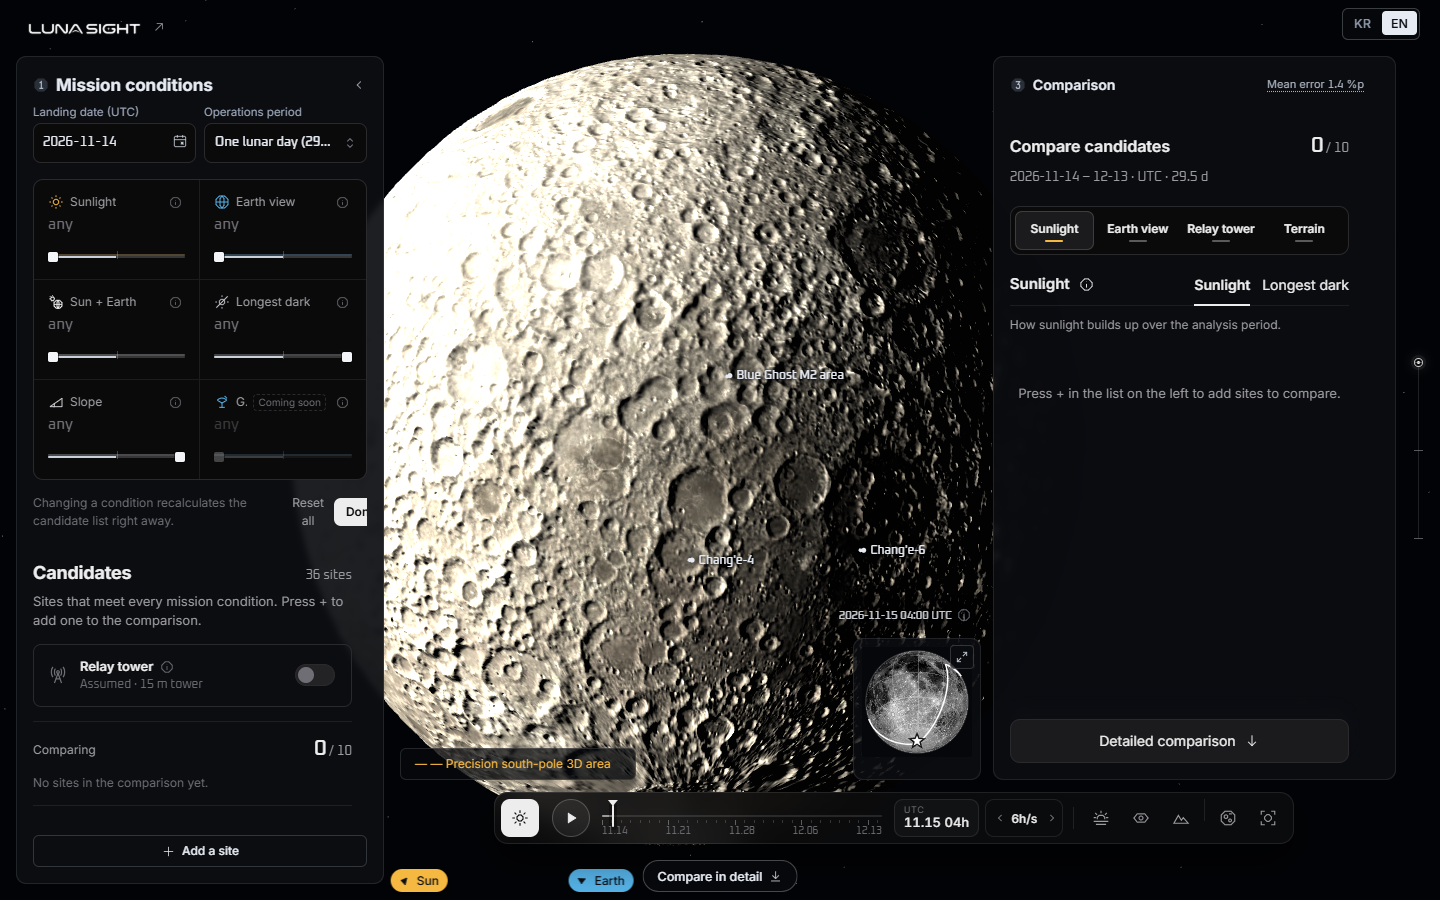 LUNA SIGHT
KR
EN
1
Mission conditions
Landing date (UTC)
Operations period
2026-11-14
One lunar day (29...
Sunlight
any
Earth view
any
Sun + Earth
any
Longest dark
any
Slope
any
G.
Coming soon
any
Changing a condition recalculates the
candidate list right away.
Reset
all
Candidates
36 sites
Sites that meet every mission condition. Press + to
add one to the comparison.
Relay tower
Assumed · 15 m tower
Comparing
0 / 10
No sites in the comparison yet.
+ Add a site
Blue Ghost M2 area
Chang'e-4
Chang'e-6
2026-11-15 04:00 UTC
— — Precision south-pole 3D area
11.14
11.21
11.28
12.06
12.13
UTC
11.15 04h
6h/s
Sun
Earth
Compare in detail
3
Comparison
Mean error 1.4 %p
Compare candidates
0 / 10
2026-11-14 – 12-13 · UTC · 29.5 d
Sunlight
Earth view
Relay tower
Terrain
Sunlight
Sunlight
Longest dark
How sunlight builds up over the analysis period.
Press + in the list on the left to add sites to compare.
Detailed comparison